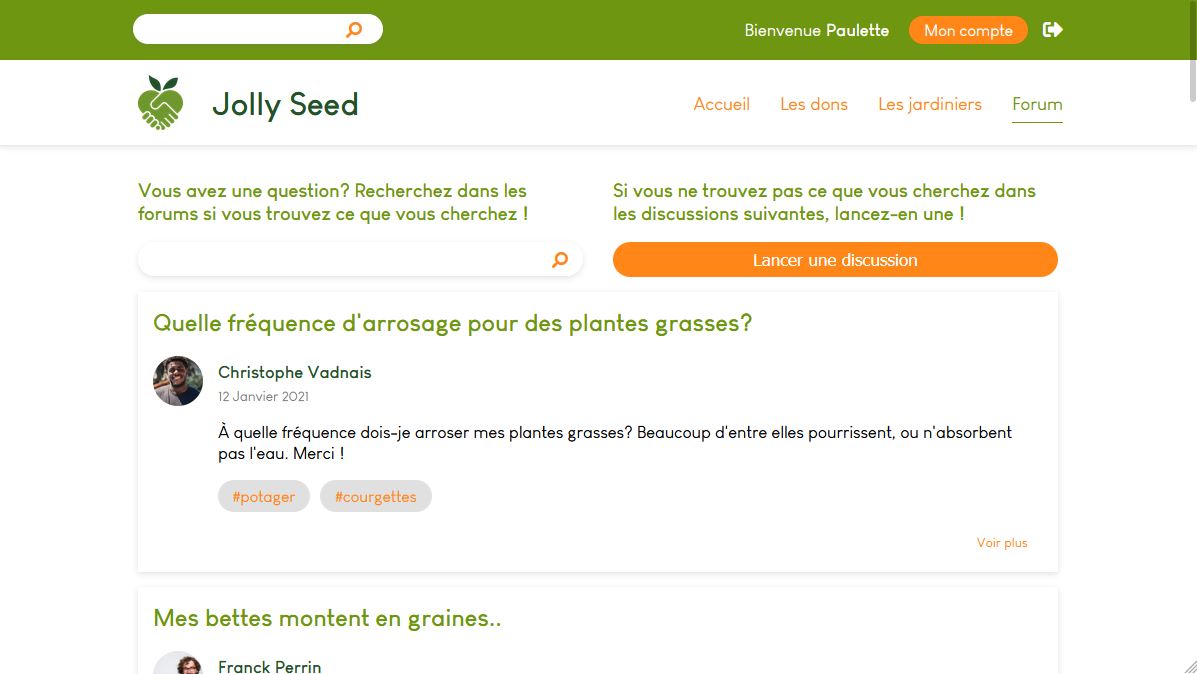 Bienvenue Paulette
Mon compte
Jolly Seed
Accueil
Les dons
Les jardiniers
Forum
Vous avez une question? Recherchez dans les
forums si vous trouvez ce que vous cherchez !
Si vous ne trouvez pas ce que vous cherchez dans
les discussions suivantes, lancez-en une !
Lancer une discussion
Quelle fréquence d'arrosage pour des plantes grasses?
Christophe Vadnais
12 Janvier 2021
À quelle fréquence dois-je arroser mes plantes grasses? Beaucoup d'entre elles pourrissent, ou n'absorbent
pas l'eau. Merci !
#potager
#courgettes
Voir plus
Mes bettes montent en graines..
Franck Perrin